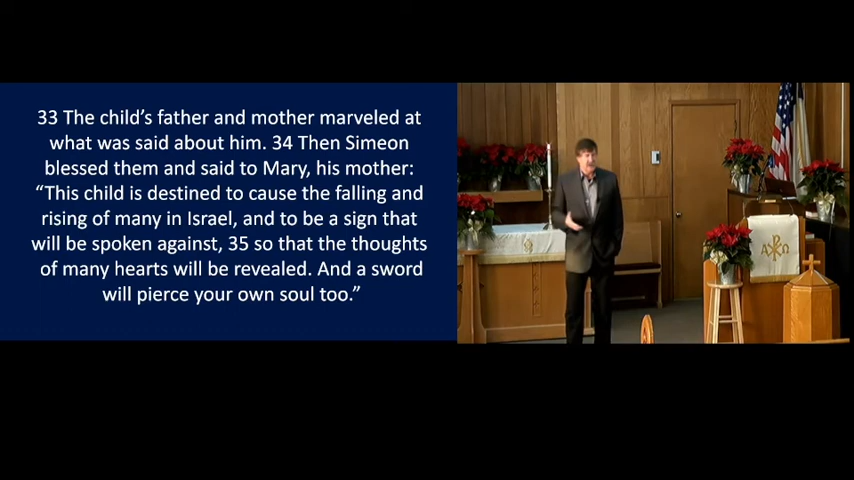 33 The child’s father and mother marveled at
what was said about him. 34 Then Simeon
blessed them and said to Mary, his mother:
“This child is destined to cause the falling and
rising of many in Israel, and to be a sign that
will be spoken against, 35 so that the thoughts
of many hearts will be revealed. And a sword
will pierce your own soul too.”
Α Ω